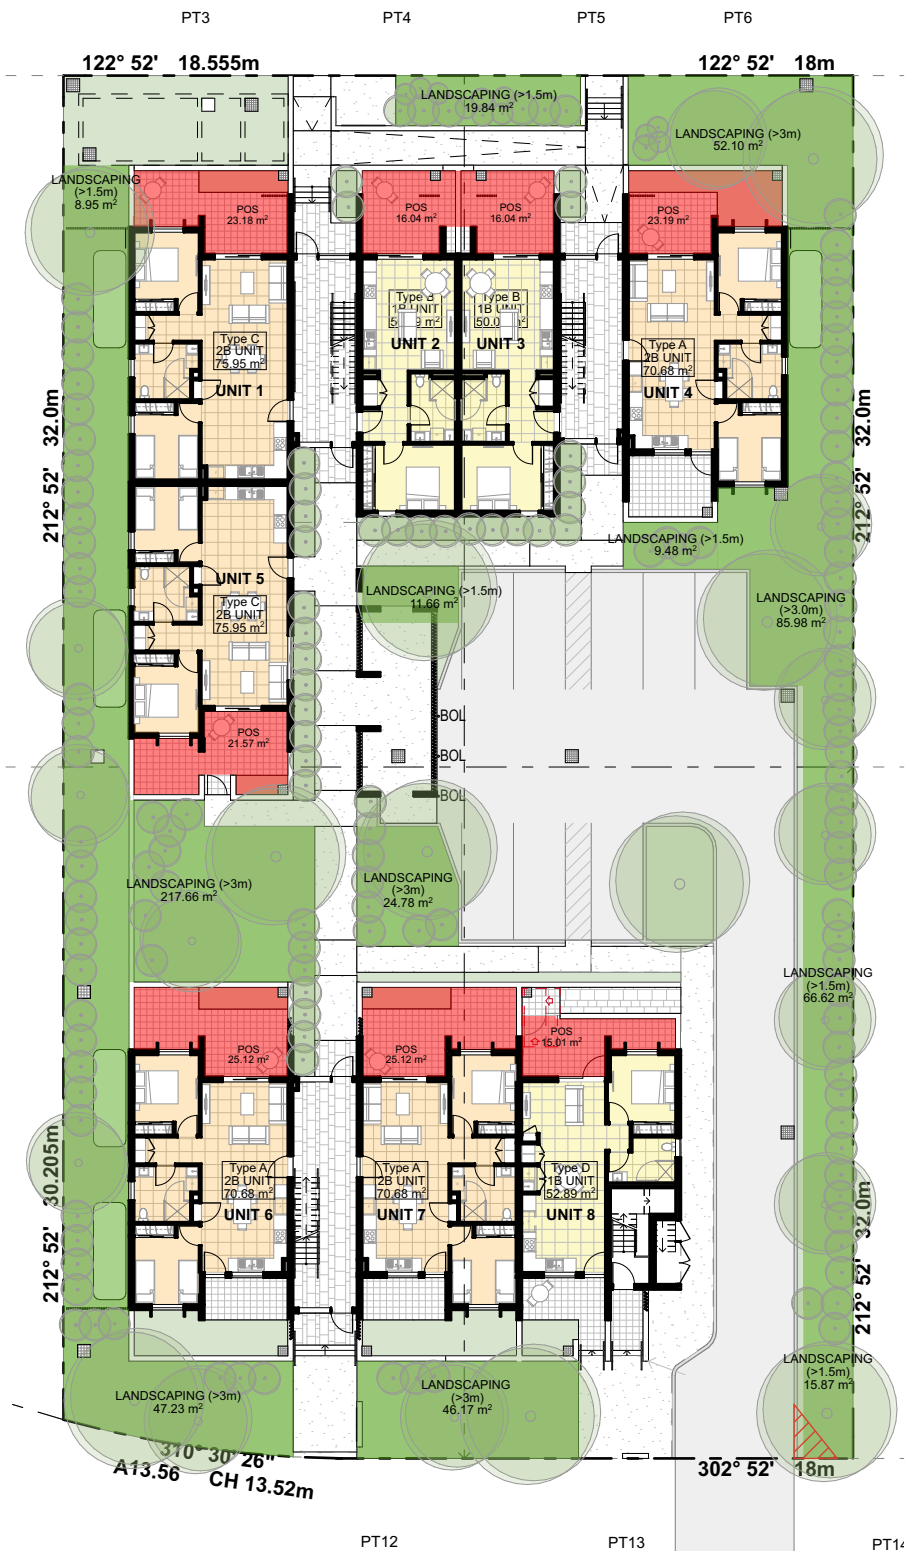 PT3
PT4
PT5
PT6
122° 52' 18.555m
122° 52' 18m
LANDSCAPING (>1.5m)
19.84 m²
LANDSCAPING (>3m)
52.10 m²
LANDSCAPING
(>1.5m)
8.95 m²
POS
23.18 m²
POS
16.04 m²
POS
16.04 m²
POS
23.19 m²
Type B
1B UNIT
UNIT 2
Type B
1B UNIT
UNIT 3
Type C
2B UNIT
75.95 m²
UNIT 1
Type A
2B UNIT
70.68 m²
UNIT 4
32.0m
212° 52'
32.0m
212° 52'
LANDSCAPING (>1.5m)
9.48 m²
UNIT 5
Type C
2B UNIT
75.95 m²
LANDSCAPING (>1.5m)
11.66 m²
LANDSCAPING
(>3.0m)
85.98 m²
POS
21.57 m²
BOL
BOL
BOL
LANDSCAPING (>3m)
217.66 m²
LANDSCAPING
(>3m)
24.78 m²
LANDSCAPING
(>1.5m)
66.62 m²
POS
25.12 m²
POS
25.12 m²
POS
15.01 m²
Type A
2B UNIT
70.68 m²
UNIT 6
Type A
2B UNIT
70.68 m²
UNIT 7
Type D
1B UNIT
52.89 m²
UNIT 8
30.205m
212° 52'
32.0m
212° 52'
LANDSCAPING (>3m)
47.23 m²
LANDSCAPING
(>3m)
46.17 m²
LANDSCAPING
(>1.5m)
15.87 m²
310° 30' 26"
A13.56 CH 13.52m
302° 52' 18m
PT12
PT13
PT14